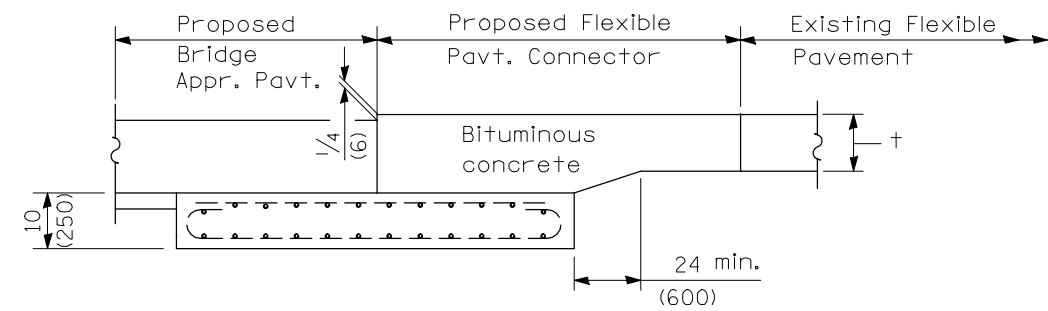 Proposed
Bridge
Appr. Pavt.
Proposed Flexible
Pavt. Connector
Existing Flexible
Pavement
1/4
(6)
Bituminous
concrete
t
10
(250)
24 min.
(600)